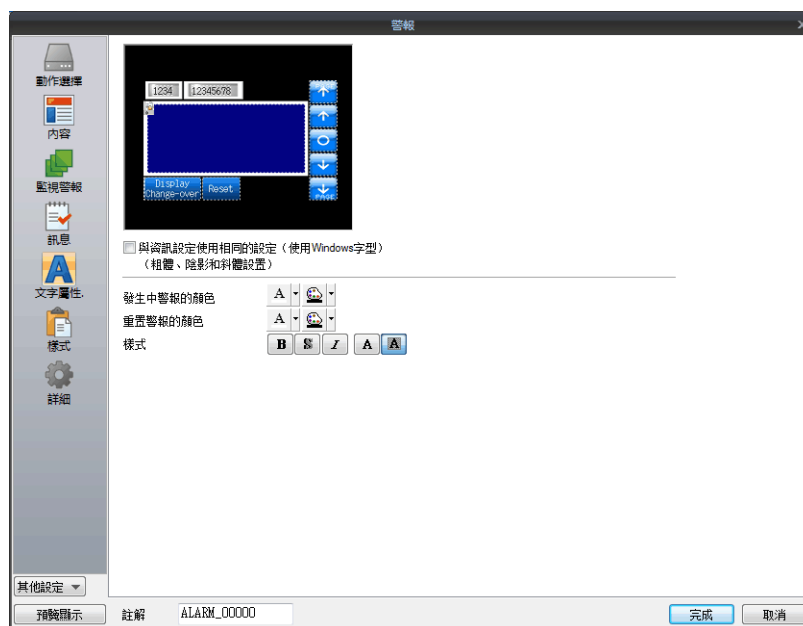 警報
動作選擇
內容
監視警報
訊息
文字屬性.
樣式
詳細
其他設定
預覽顯示
1234 12345678
Display
Change-over
Reset
PAGE
與資訊設定使用相同的設定（使用Windows字型）
（粗體、陰影和斜體設置）
發生中警報的顏色 A
重置警報的顏色 A
樣式 B S I A A
註解 ALARM_00000
完成 取消